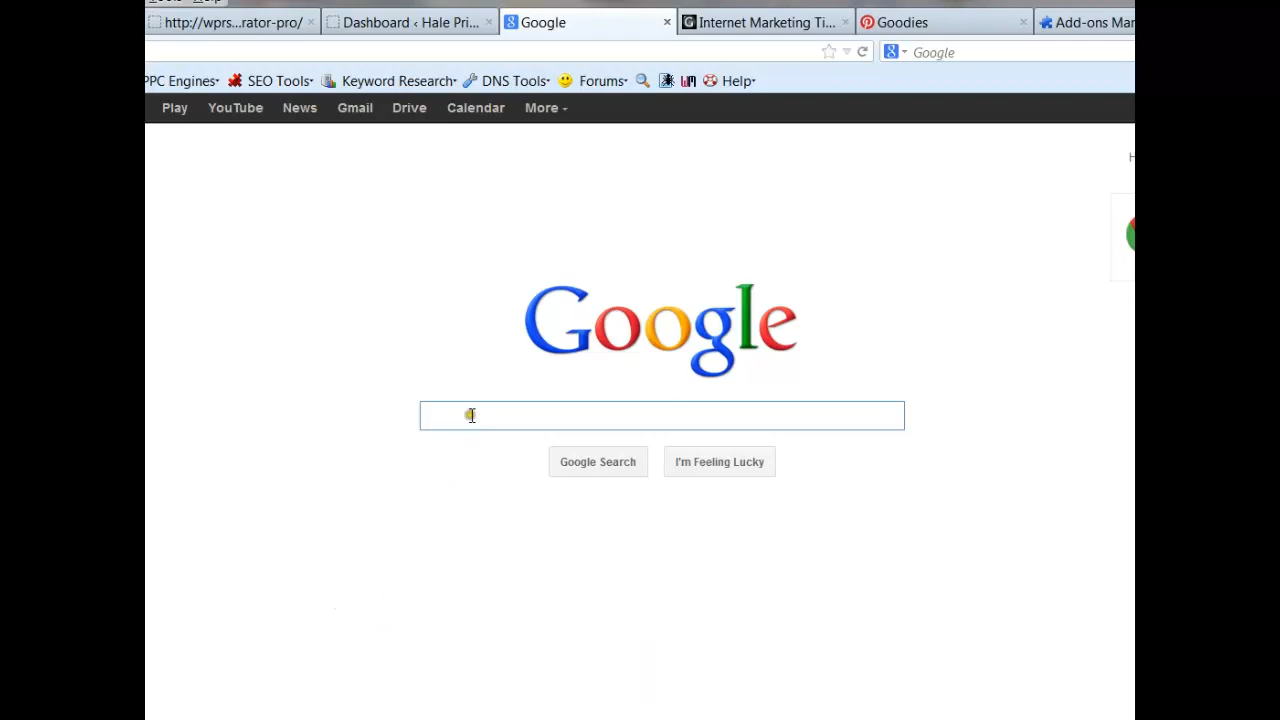 http://wprs...rator-pro/
Dashboard ‹ Hale Pri...
Google
Internet Marketing Ti...
Goodies
Add-ons Mar
Google
PPC Engines
SEO Tools
Keyword Research
DNS Tools
Forums
Help
Play YouTube News Gmail Drive Calendar More
Google
Google Search
I'm Feeling Lucky